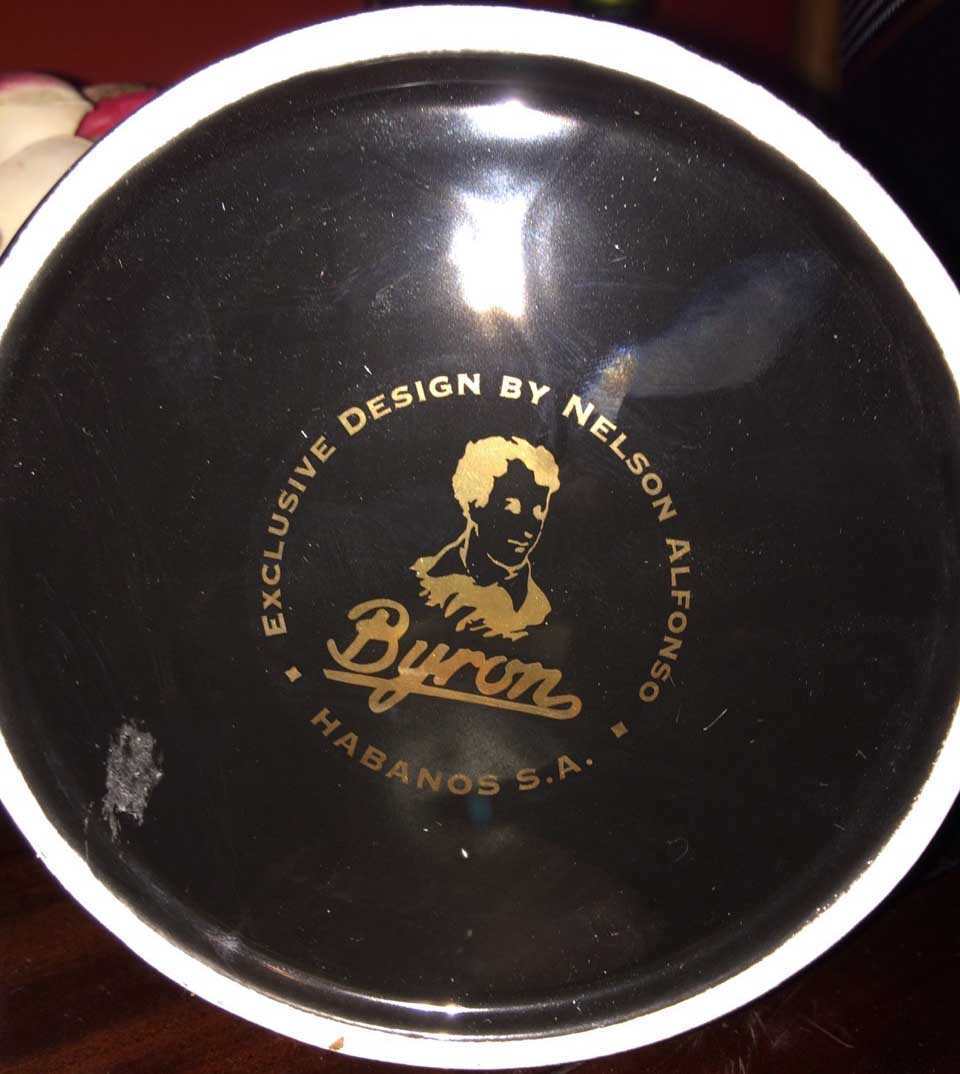 Exclusive Design by Nelson Alfonso
Byron
Habanos S.A.